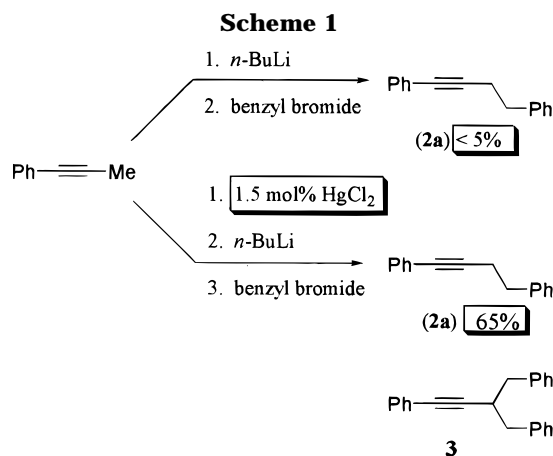 Scheme 1
1. n-BuLi
2. benzyl bromide
Ph
Ph
(2a) < 5%
Ph
Me
1. 1.5 mol% HgCl₂
2. n-BuLi
3. benzyl bromide
Ph
Ph
(2a) 65%
Ph
Ph
Ph
3